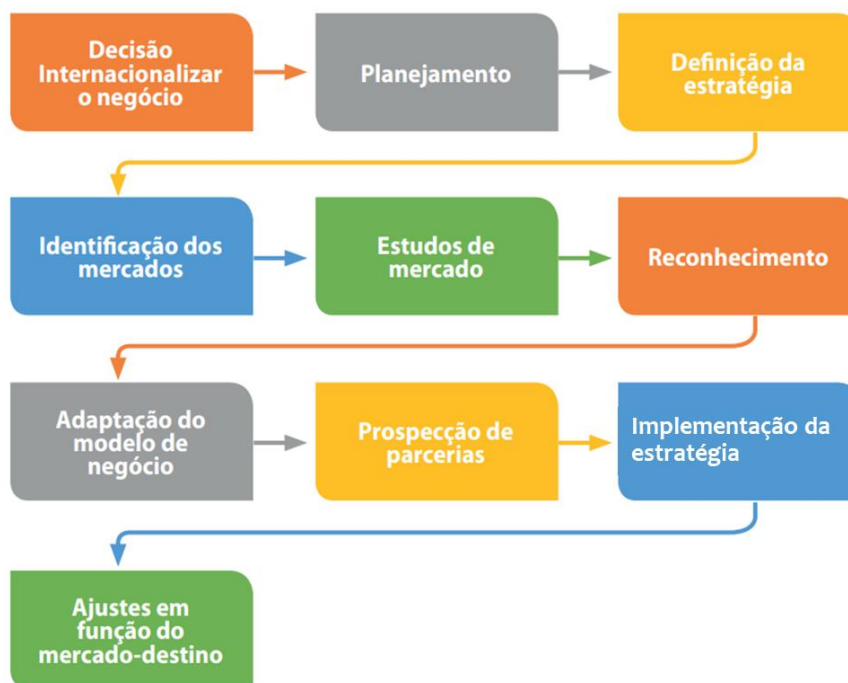 Decisão
Internacionalizar
o negócio
Planejamento
Definição da
estratégia
Identificação dos
mercados
Estudos de
mercado
Reconhecimento
Adaptação do
modelo de
negócio
Prospecção de
parcerias
Implementação da
estratégia
Ajustes em
função do
mercado-destino